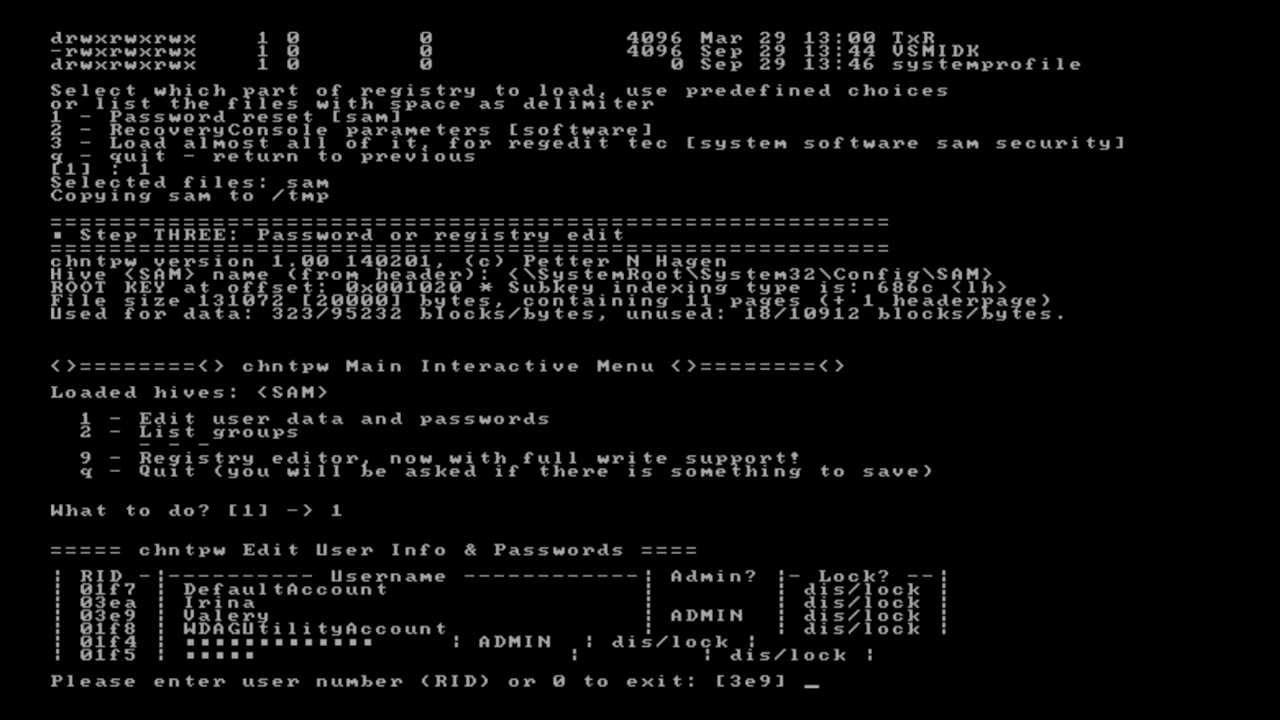 drwxrwxrwx 1 0 0 4096 Mar 29 13:00 TxR
-rwxrwxrwx 1 0 0 4096 Sep 29 13:44 VSMIDK
drwxrwxrwx 1 0 0 0 Sep 29 13:46 systemprofile
Select which part of registry to load, use predefined choices
or list the files with space as delimiter
1 - Password reset [sam]
2 - RecoveryConsole parameters [software]
3 - Load almost all of it, for regedit tec [system software sam security]
q - quit - return to previous
[1] : 1
Selected files: sam
Copying sam to /tmp
=========================================================
▪ Step THREE: Password or registry edit
=========================================================
chntpw version 1.00 140201, (c) Petter N Hagen
Hive <SAM> name (from header): <\SystemRoot\System32\Config\SAM>
ROOT KEY at offset: 0x001020 * Subkey indexing type is: 686c <lh>
File size 131072 [20000] bytes, containing 11 pages (+ 1 headerpage)
Used for data: 323/95232 blocks/bytes, unused: 18/10912 blocks/bytes.
<>========<> chntpw Main Interactive Menu <>========<>
Loaded hives: <SAM>
1 - Edit user data and passwords
2 - List groups
- - -
9 - Registry editor, now with full write support!
q - Quit (you will be asked if there is something to save)
What to do? [1] -> 1
===== chntpw Edit User Info & Passwords ====
| RID -|---------- Username ------------| Admin? |- Lock? --|
| 01f7 | DefaultAccount | | dis/lock |
| 03ea | Irina | | dis/lock |
| 03e9 | Valery | ADMIN | dis/lock |
| 01f8 | WDAGUtilityAccount | | dis/lock |
| 01f4 | ▪▪▪▪▪▪▪▪▪▪▪▪▪ | ADMIN | dis/lock |
| 01f5 | ▪▪▪▪▪ | | dis/lock |
Please enter user number (RID) or 0 to exit: [3e9] _